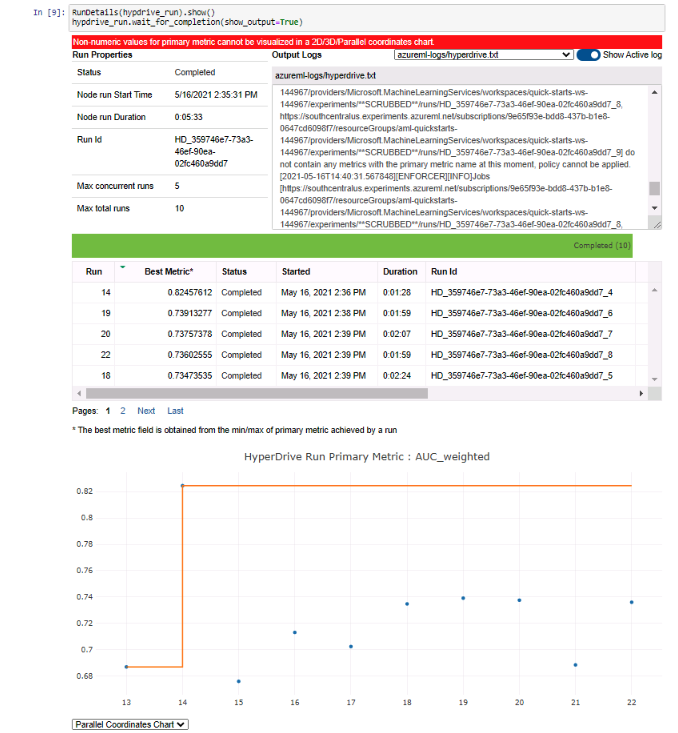 In [9]: RunDetails(hypdrive_run).show()
hypdrive_run.wait_for_completion(show_output=True)
Non-numeric values for primary metric cannot be visualized in a 2D/3D/Parallel coordinates chart.
Run Properties
Status Completed
Node run Start Time 5/16/2021 2:35:31 PM
Node run Duration 0:05:33
Run Id HD_359746e7-73a3-
46ef-90ea-
02fc460a9dd7
Max concurrent runs 5
Max total runs 10
Output Logs azureml-logs/hyperdrive.txt Show Active log
azureml-logs/hyperdrive.txt
144967/providers/Microsoft.MachineLearningServices/workspaces/quick-starts-ws-
144967/experiments/**SCRUBBED**/runs/HD_359746e7-73a3-46ef-90ea-02fc460a9dd7_8,
https://southcentralus.experiments.azureml.net/subscriptions/9e65f93e-bdd8-437b-b1e8-
0647cd6098f7/resourceGroups/aml-quickstarts-
144967/providers/Microsoft.MachineLearningServices/workspaces/quick-starts-ws-
144967/experiments/**SCRUBBED**/runs/HD_359746e7-73a3-46ef-90ea-02fc460a9dd7_9] do
not contain any metrics with the primary metric name at this moment, policy cannot be applied.
[2021-05-16T14:40:31.567848][ENFORCER][INFO]Jobs
[https://southcentralus.experiments.azureml.net/subscriptions/9e65f93e-bdd8-437b-b1e8-
0647cd6098f7/resourceGroups/aml-quickstarts-
144967/providers/Microsoft.MachineLearningServices/workspaces/quick-starts-ws-
144967/experiments/**SCRUBBED**/runs/HD_359746e7-73a3-46ef-90ea-02fc460a9dd7_8,
Completed (10)
Run Best Metric* Status Started Duration Run Id
14 0.82457612 Completed May 16, 2021 2:36 PM 0:01:28 HD_359746e7-73a3-46ef-90ea-02fc460a9dd7_4
19 0.73913277 Completed May 16, 2021 2:38 PM 0:01:59 HD_359746e7-73a3-46ef-90ea-02fc460a9dd7_6
20 0.73757378 Completed May 16, 2021 2:39 PM 0:02:07 HD_359746e7-73a3-46ef-90ea-02fc460a9dd7_7
22 0.73602555 Completed May 16, 2021 2:39 PM 0:01:59 HD_359746e7-73a3-46ef-90ea-02fc460a9dd7_8
18 0.73473535 Completed May 16, 2021 2:39 PM 0:02:24 HD_359746e7-73a3-46ef-90ea-02fc460a9dd7_5
Pages: 1 2 Next Last
* The best metric field is obtained from the min/max of primary metric achieved by a run
HyperDrive Run Primary Metric : AUC_weighted
0.82
0.8
0.78
0.76
0.74
0.72
0.7
0.68
13 14 15 16 17 18 19 20 21 22
Parallel Coordinates Chart